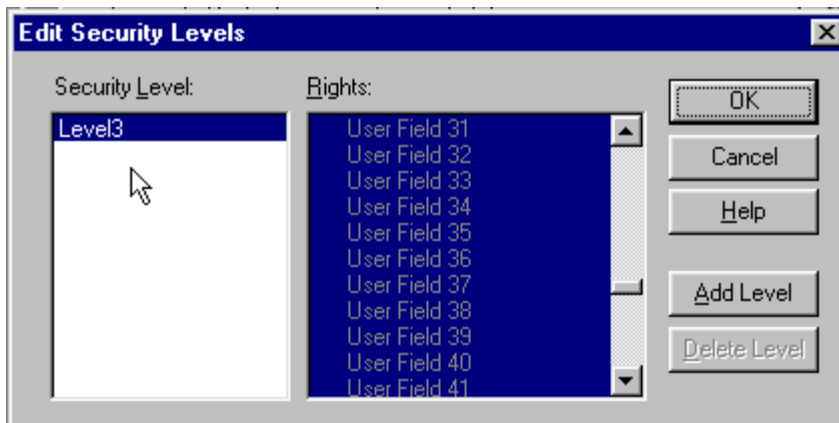 Edit Security Levels
Security Level:
Level3
Rights:
User Field 31
User Field 32
User Field 33
User Field 34
User Field 35
User Field 36
User Field 37
User Field 38
User Field 39
User Field 40
User Field 41
OK
Cancel
Help
Add Level
Delete Level